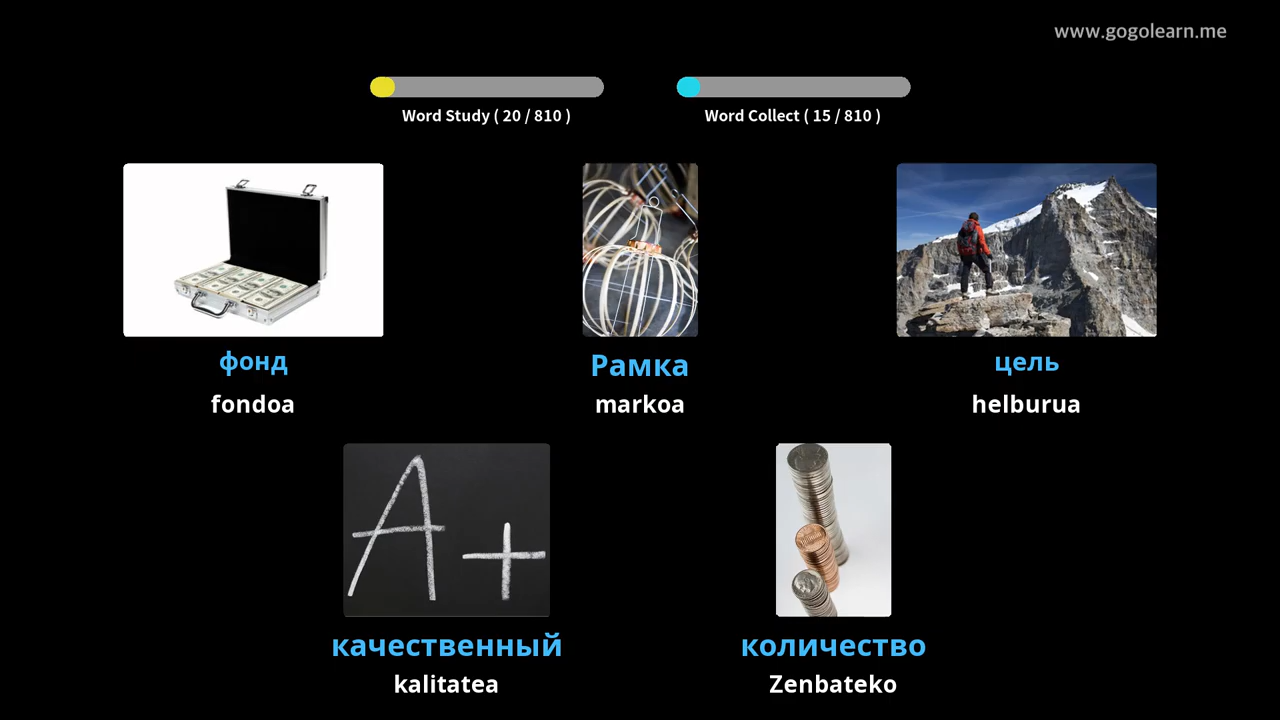 www.gogolearn.me
Word Study ( 20 / 810 )
Word Collect ( 15 / 810 )
фонд
fondoa
Рамка
markoa
цель
helburua
A+
качественный
kalitatea
количество
Zenbateko